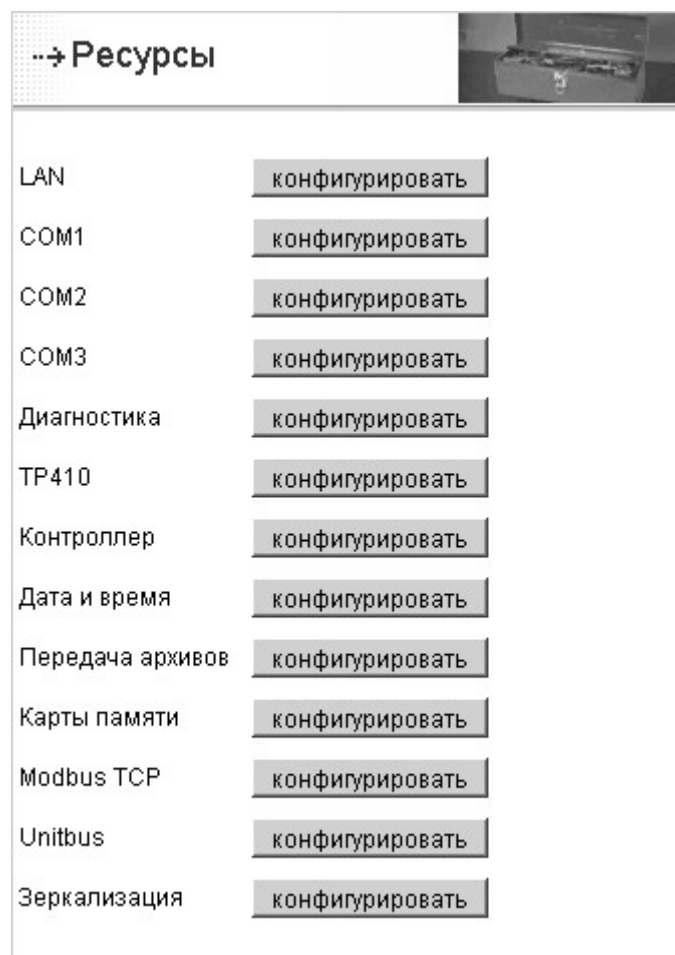 Ресурсы
LAN конфигурировать
COM1 конфигурировать
COM2 конфигурировать
COM3 конфигурировать
Диагностика конфигурировать
TP410 конфигурировать
Контроллер конфигурировать
Дата и время конфигурировать
Передача архивов конфигурировать
Карты памяти конфигурировать
Modbus TCP конфигурировать
Unitbus конфигурировать
Зеркализация конфигурировать